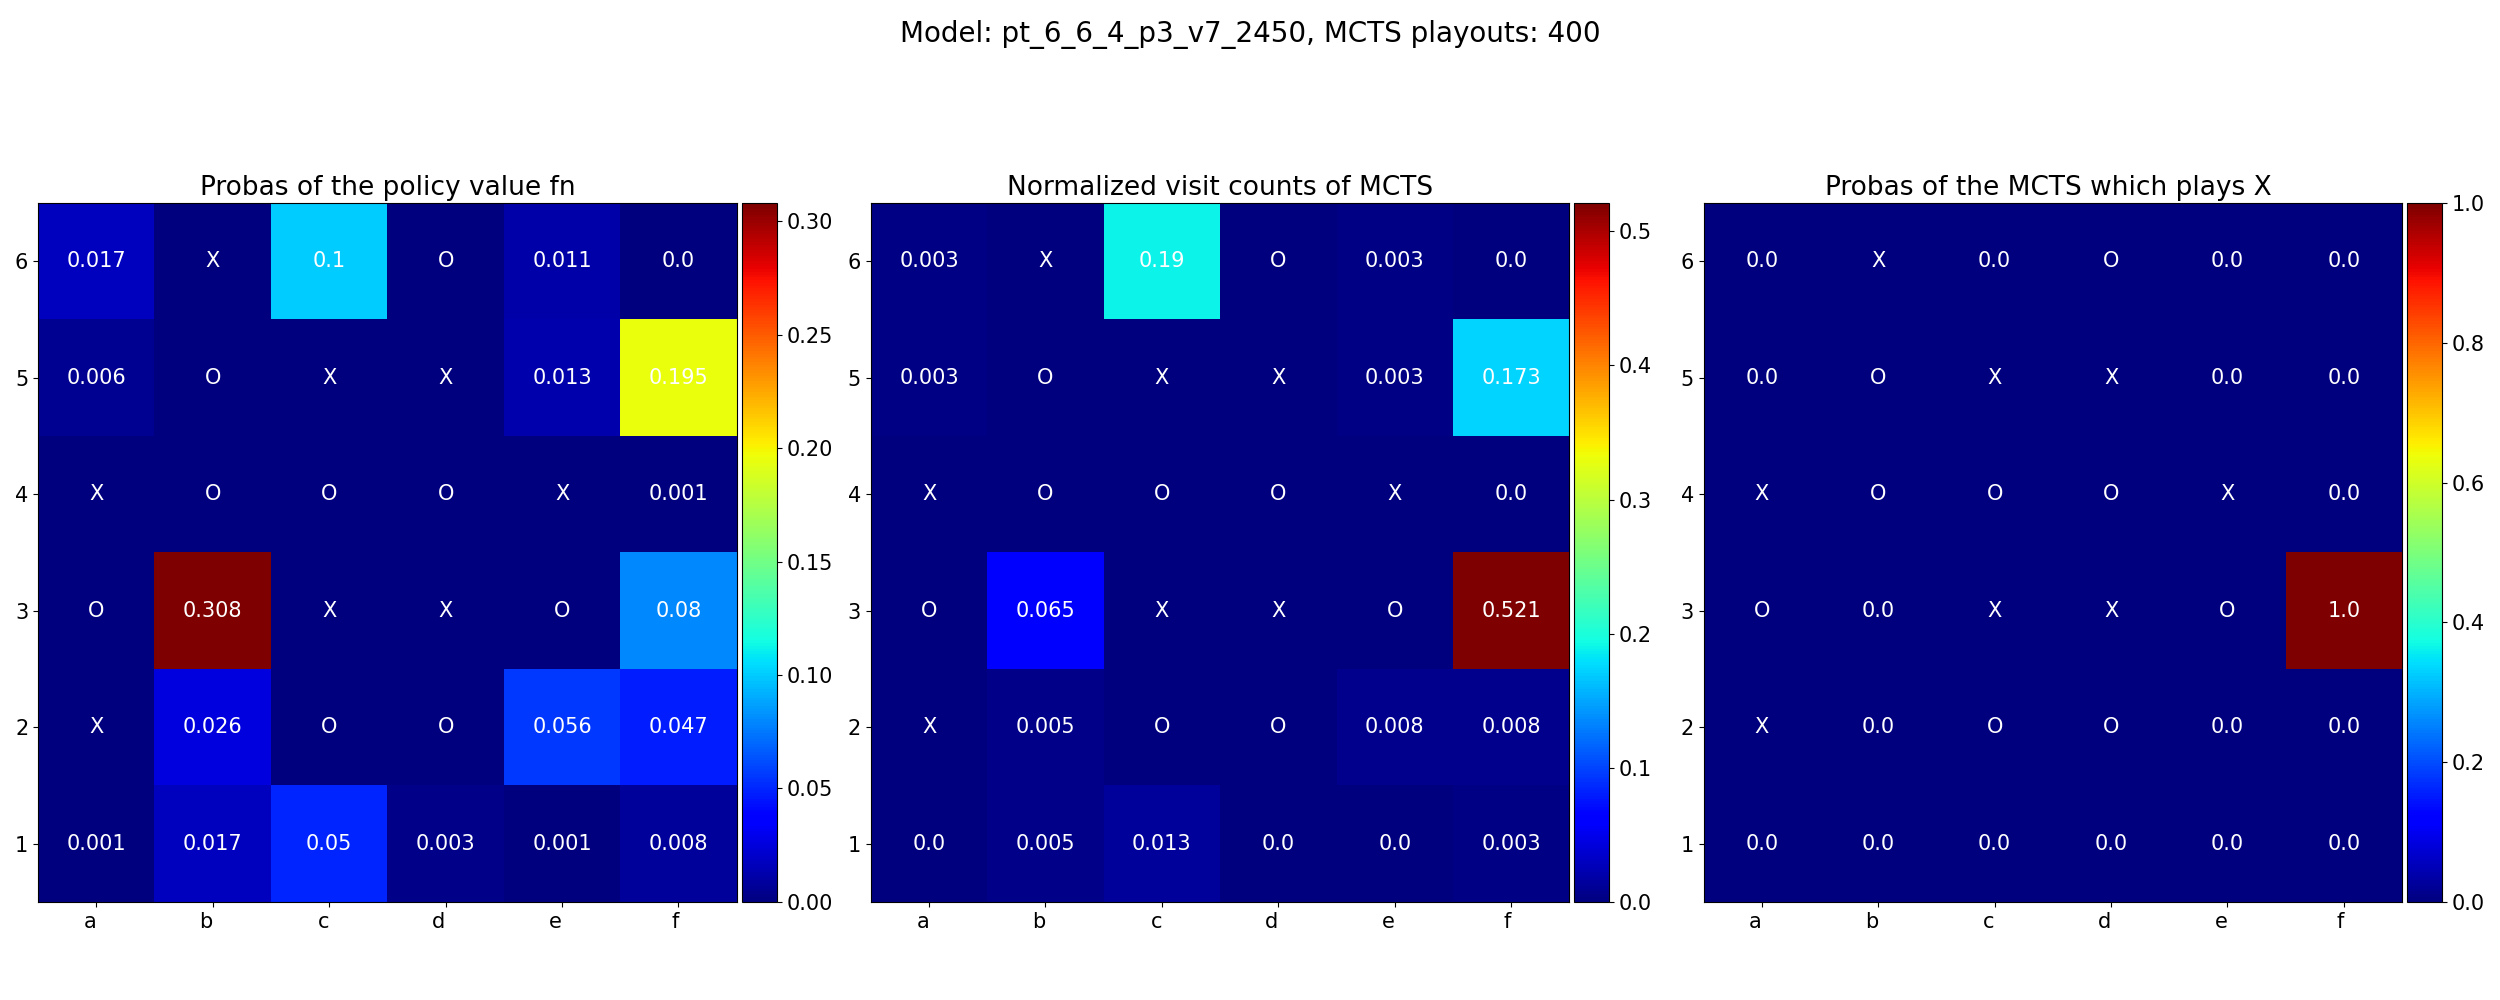 Model: pt_6_6_4_p3_v7_2450, MCTS playouts: 400
Probas of the policy value fn
6 0.017 X 0.1 O 0.011 0.0
5 0.006 O X X 0.013 0.195
4 X O O O X 0.001
3 O 0.308 X X O 0.08
2 X 0.026 O O 0.056 0.047
1 0.001 0.017 0.05 0.003 0.001 0.008
a b c d e f
0.30
0.25
0.20
0.15
0.10
0.05
0.00
Normalized visit counts of MCTS
6 0.003 X 0.19 O 0.003 0.0
5 0.003 O X X 0.003 0.173
4 X O O O X 0.0
3 O 0.065 X X O 0.521
2 X 0.005 O O 0.008 0.008
1 0.0 0.005 0.013 0.0 0.0 0.003
a b c d e f
0.5
0.4
0.3
0.2
0.1
0.0
Probas of the MCTS which plays X
6 0.0 X 0.0 O 0.0 0.0
5 0.0 O X X 0.0 0.0
4 X O O O X 0.0
3 O 0.0 X X O 1.0
2 X 0.0 O O 0.0 0.0
1 0.0 0.0 0.0 0.0 0.0 0.0
a b c d e f
1.0
0.8
0.6
0.4
0.2
0.0